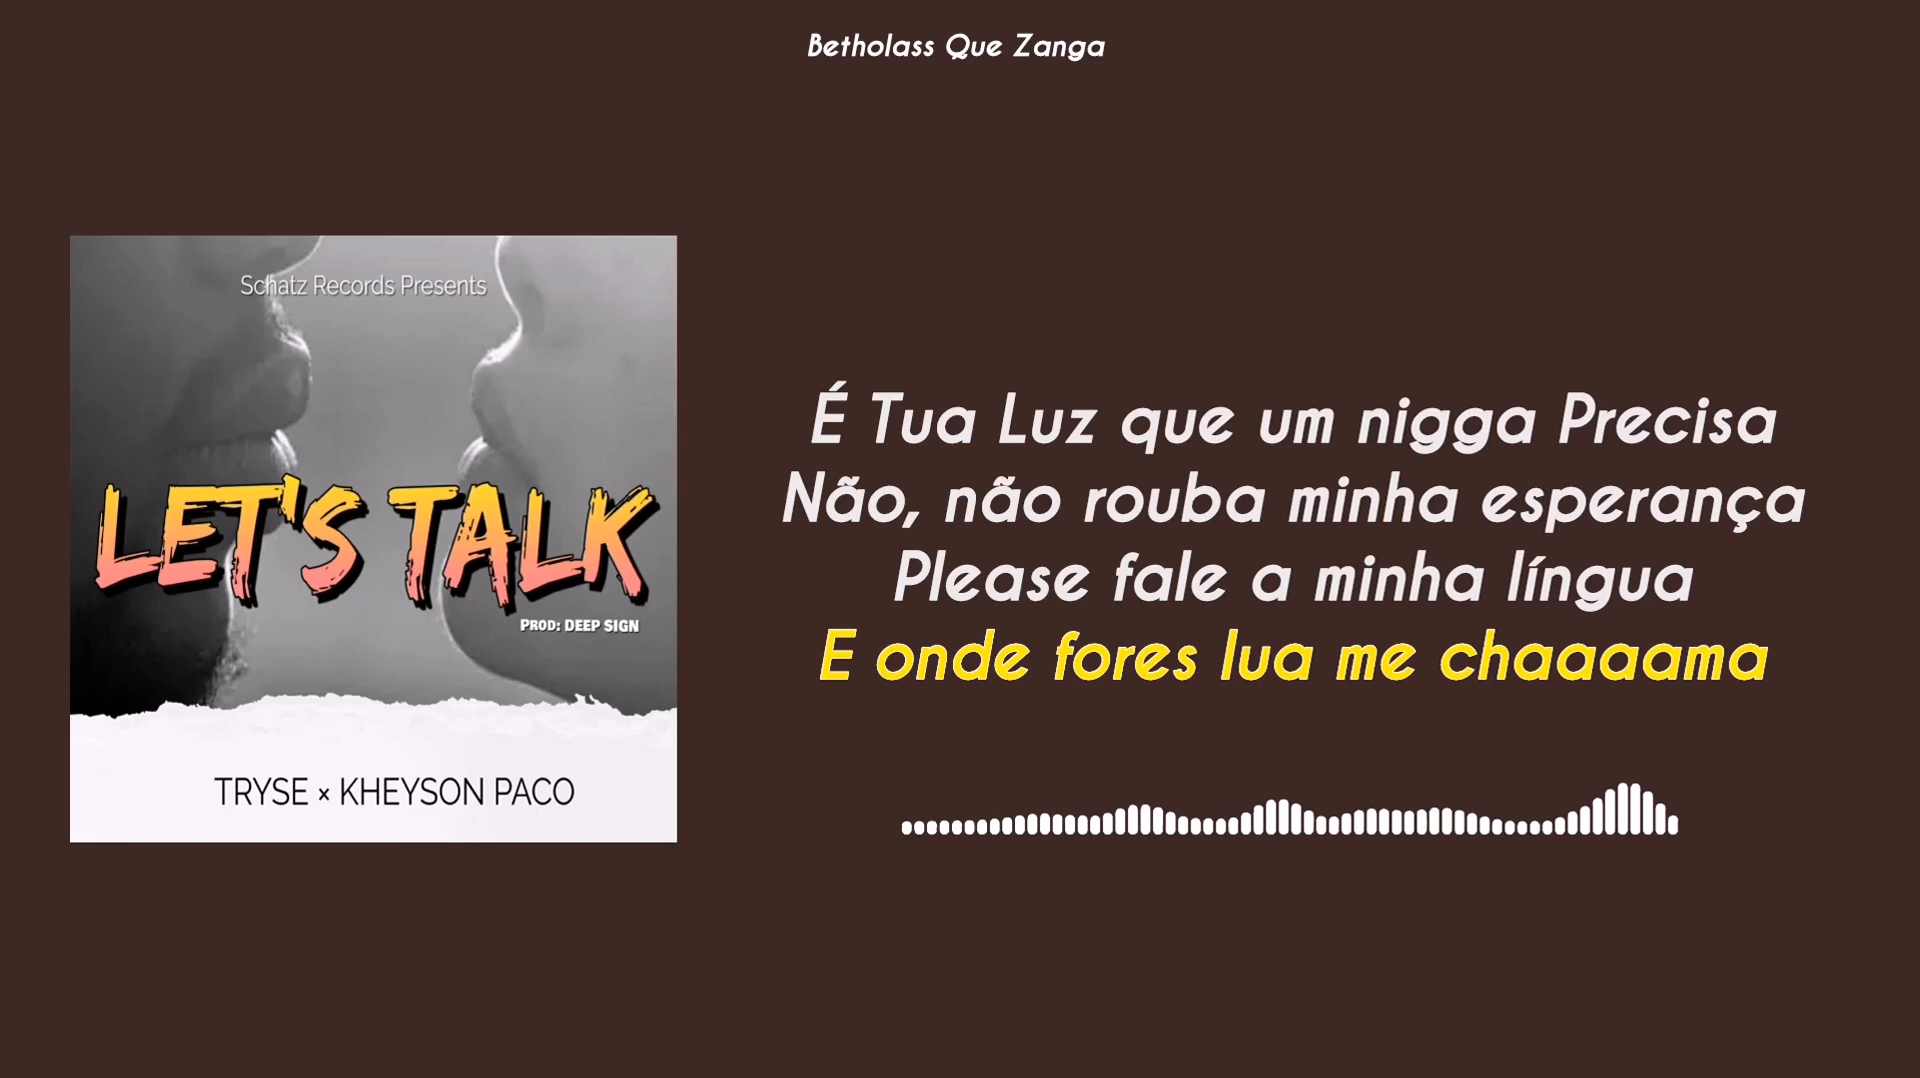 Betholass Que Zanga
Schatz Records Presents
LET'S TALK
PROD: DEEP SIGN
TRYSE × KHEYSON PACO
É Tua Luz que um nigga Precisa
Não, não rouba minha esperança
Please fale a minha língua
E onde fores lua me chaaaama